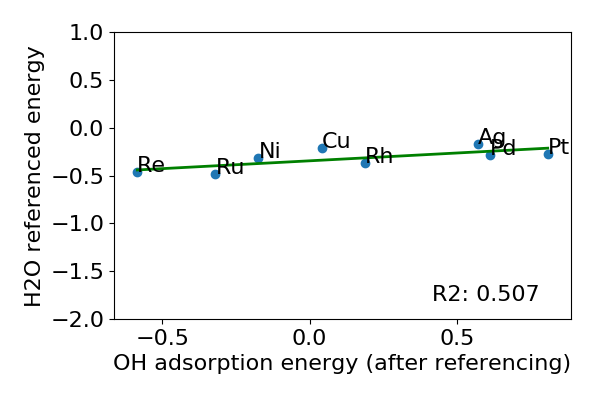 1.0
0.5
0.0
−0.5
−1.0
−1.5
−2.0
H2O referenced energy
Re
Ru
Ni
Cu
Rh
Ag
Pd
Pt
R2: 0.507
−0.5
0.0
0.5
OH adsorption energy (after referencing)